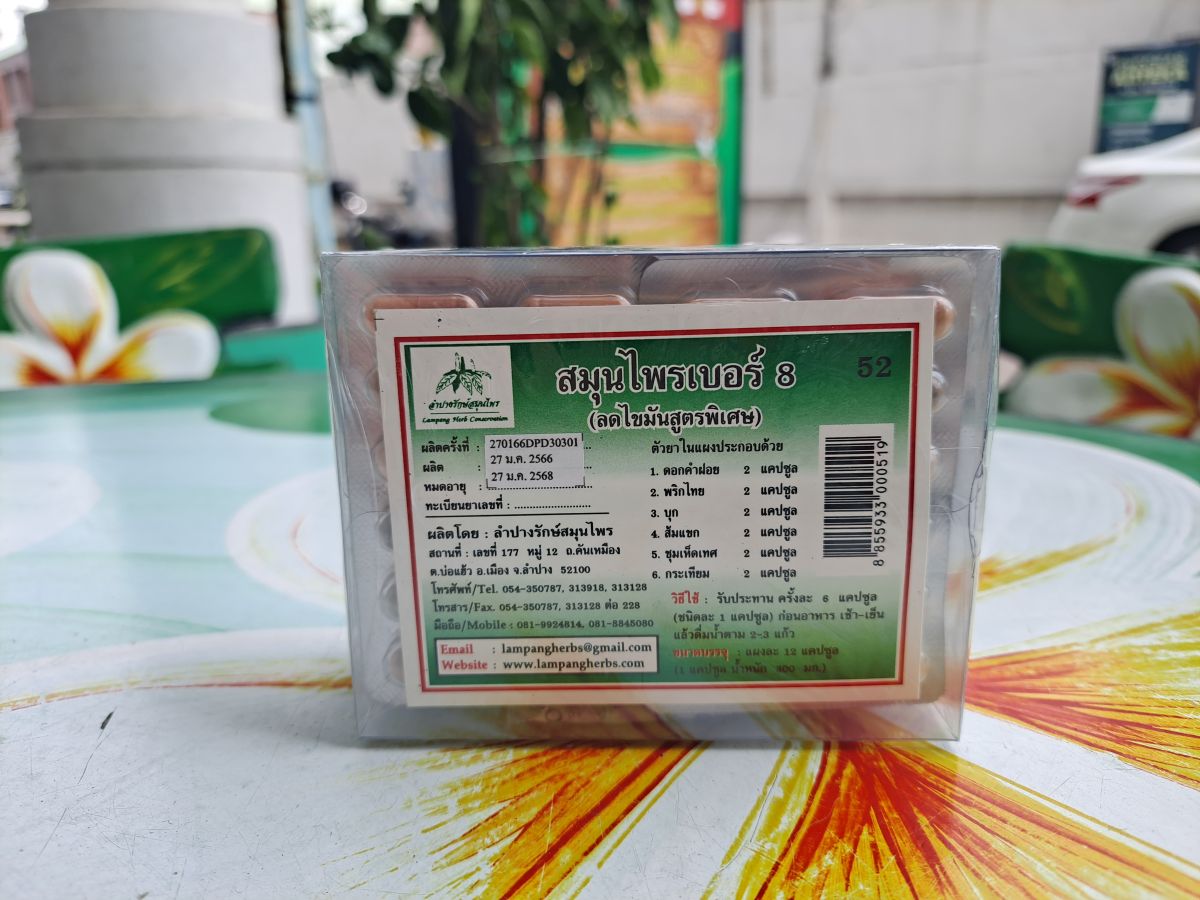 สมุนไพรเบอร์ 8
52
(ลดไขมันสูตรพิเศษ)
ลำปางรักษ์สมุนไพร
Lampang Herb Conservation
ผลิตครั้งที่ : 270166DPD30301
ผลิต : 27 ม.ค. 2566
หมดอายุ : 27 ม.ค. 2568
ทะเบียนยาเลขที่ : ........................
ผลิตโดย : ลำปางรักษ์สมุนไพร
สถานที่ : เลขที่ 177 หมู่ 12 ถ.คันเหมือง
ต.บ่อแฮ้ว อ.เมือง จ.ลำปาง 52100
โทรศัพท์/Tel. 054-350787, 313918, 313128
โทรสาร/Fax. 054-350787, 313128 ต่อ 228
มือถือ/Mobile : 081-9924814, 081-8845080
Email : lampangherbs@gmail.com
Website : www.lampangherbs.com
ตัวยาในแผงประกอบด้วย
1. ดอกคำฝอย 2 แคปซูล
2. พริกไทย 2 แคปซูล
3. บุก 2 แคปซูล
4. ส้มแขก 2 แคปซูล
5. ชุมเห็ดเทศ 2 แคปซูล
6. กระเทียม 2 แคปซูล
วิธีใช้ : รับประทาน ครั้งละ 6 แคปซูล
(ชนิดละ 1 แคปซูล) ก่อนอาหาร เช้า-เย็น
แล้วดื่มน้ำตาม 2-3 แก้ว
ขนาดบรรจุ : แผงละ 12 แคปซูล
(1 แคปซูล น้ำหนัก 400 มก.)
8 855933 000519